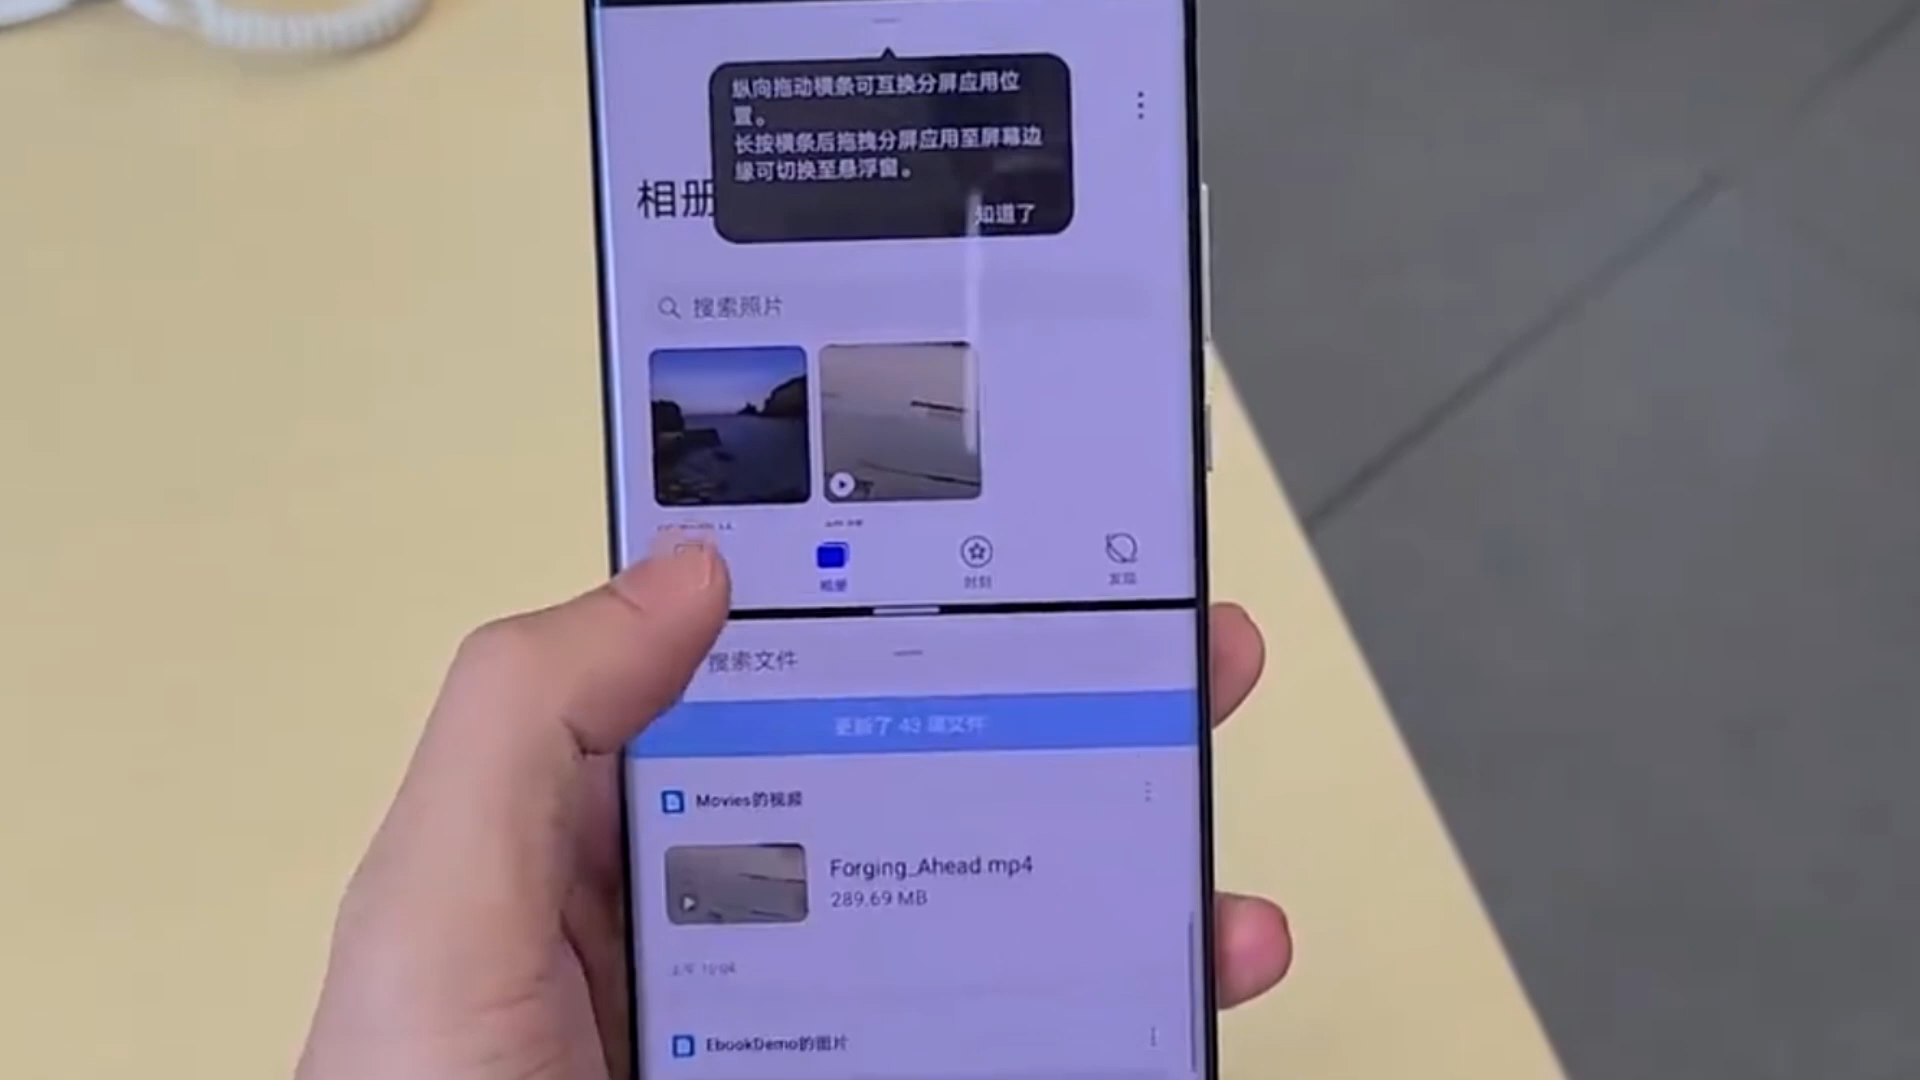 纵向拖动横条可互换分屏应用位
置。
长按横条后拖拽分屏应用至屏幕边
缘可切换至悬浮窗。
知道了
相册
搜索照片
相册
时刻
发现
搜索文件
更新了 43 项文件
Movies的视频
Forging_Ahead.mp4
289.69 MB
上午 10:04
EbookDemo的图片